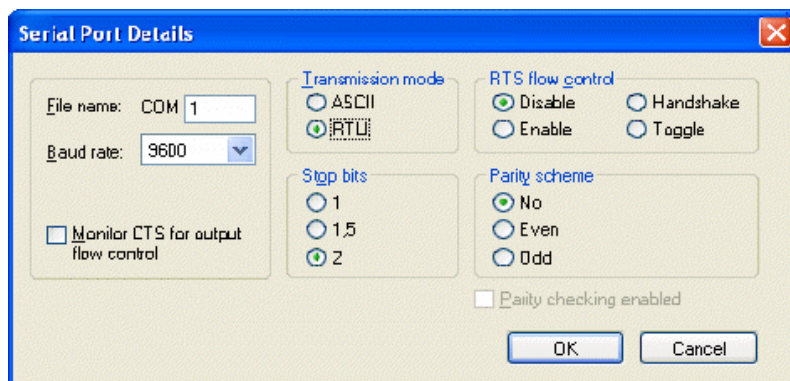 Serial Port Details
File name: COM 1
Baud rate: 9600
Monitor CTS for output
flow control
Transmission mode
ASCII
RTU
Stop bits
1
1,5
2
RTS flow control
Disable
Handshake
Enable
Toggle
Parity scheme
No
Even
Odd
Parity checking enabled
OK
Cancel